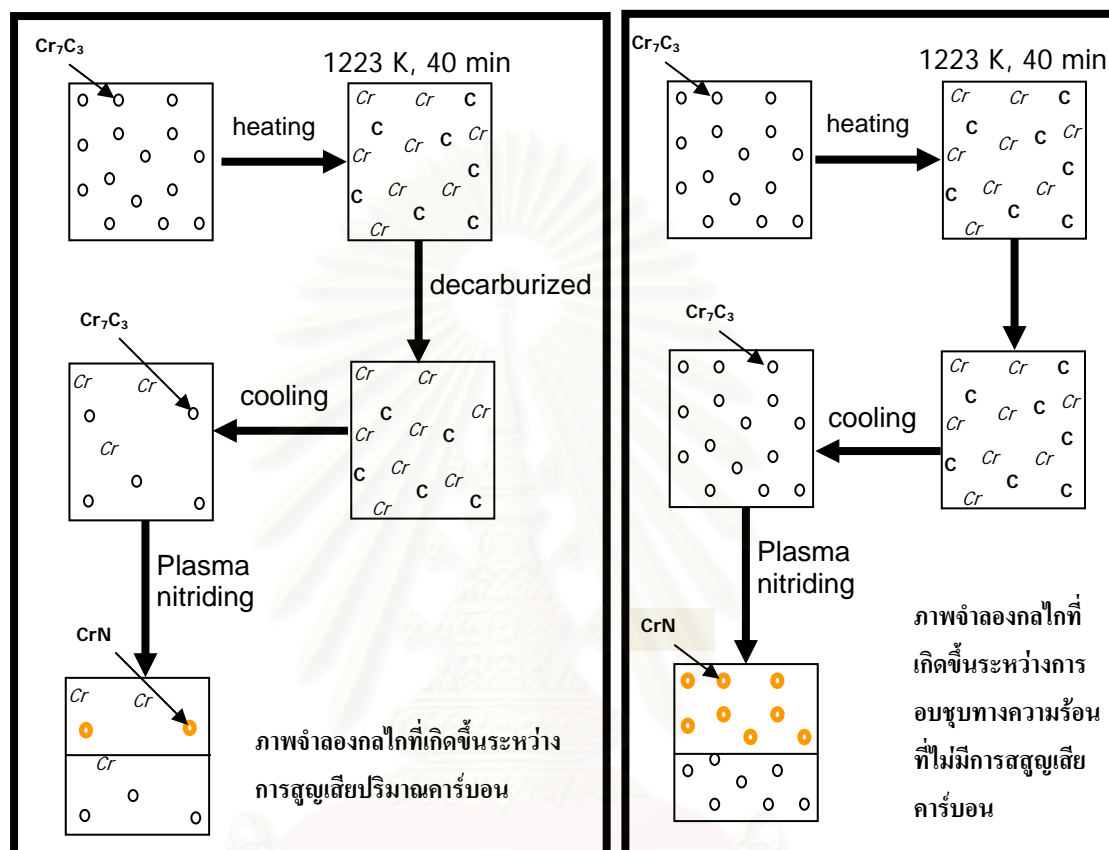 Cr₇C₃
1223 K, 40 min
heating
Cr Cr C
C Cr
Cr Cr C
C
C Cr Cr
C C
Cr
decarburized
Cr₇C₃
Cr Cr
Cr
Cr
cooling
Cr Cr
C Cr
Cr Cr C
C Cr Cr
C C
Cr
Plasma
nitriding
CrN
Cr Cr
Cr
ภาพจำลองกลไกที่เกิดขึ้นระหว่าง
การสูญเสียปริมาณคาร์บอน
Cr₇C₃
1223 K, 40 min
heating
Cr Cr C
C Cr
Cr Cr C
C
C Cr Cr
C C
Cr
Cr₇C₃
cooling
Cr Cr C
C Cr
Cr Cr C
C
C Cr Cr
C C
Cr
Plasma
nitriding
CrN
ภาพจำลองกลไกที่
เกิดขึ้นระหว่างการ
อบชุบทางความร้อน
ที่ไม่มีการสสูญเสีย
คาร์บอน